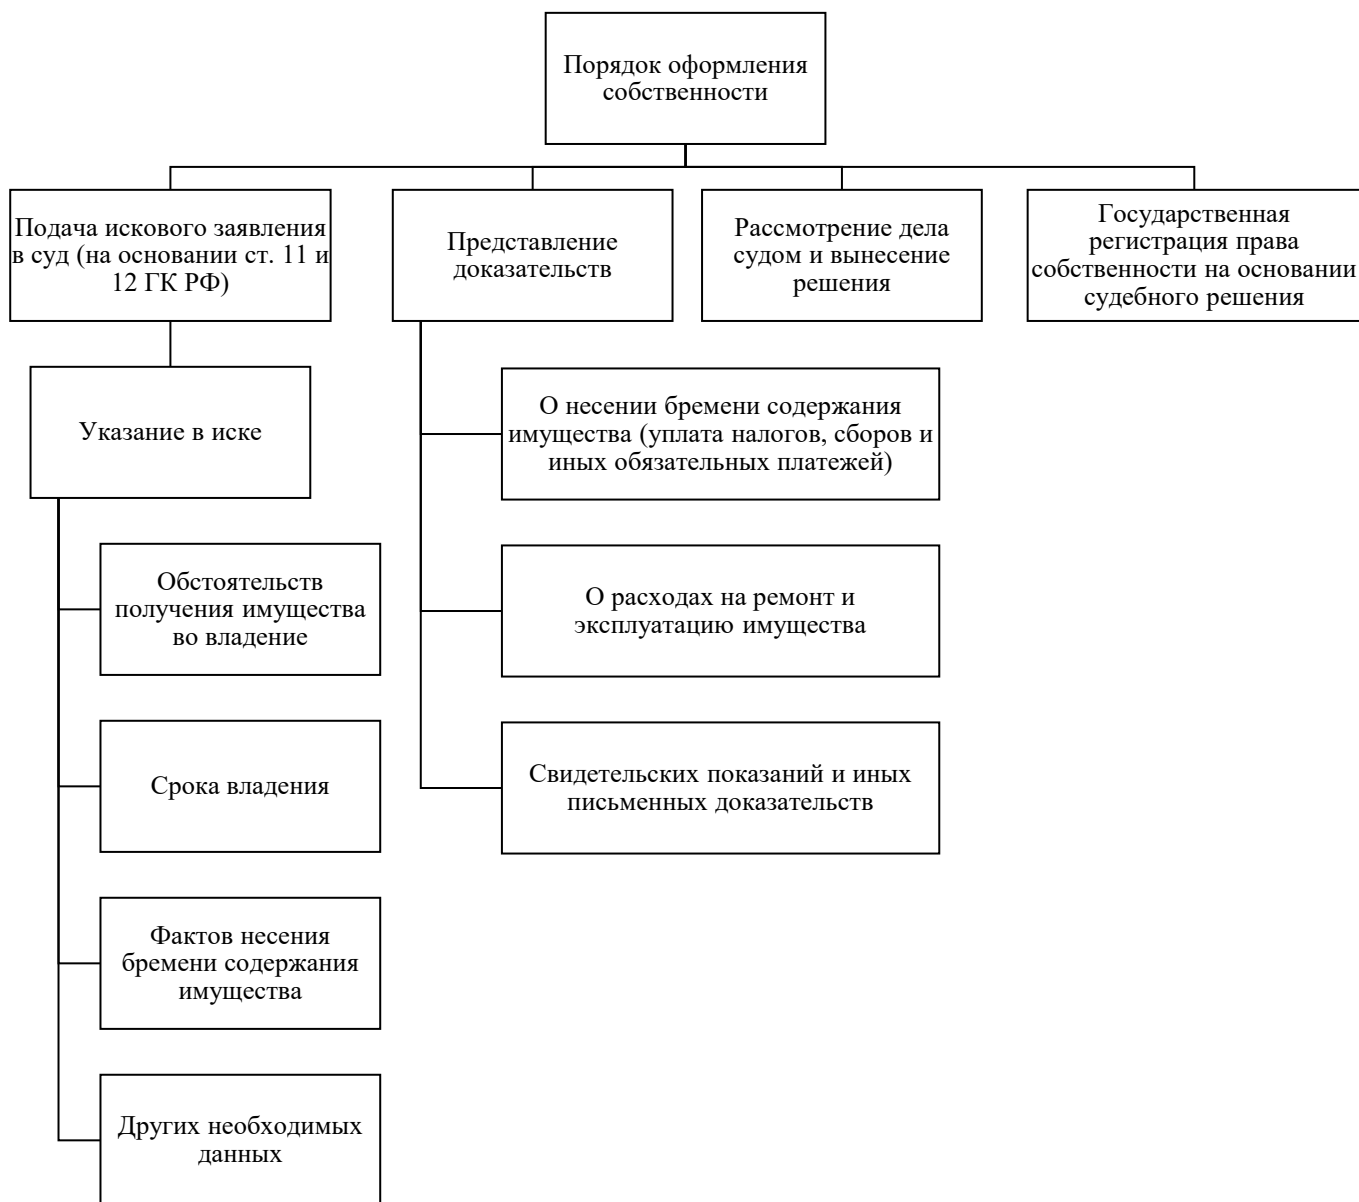 Порядок оформления
собственности
Подача искового заявления
в суд (на основании ст. 11 и
12 ГК РФ)
Представление
доказательств
Рассмотрение дела
судом и вынесение
решения
Государственная
регистрация права
собственности на основании
судебного решения
Указание в иске
Обстоятельств
получения имущества
во владение
Срока владения
Фактов несения
бремени содержания
имущества
Других необходимых
данных
О несении бремени содержания
имущества (уплата налогов, сборов и
иных обязательных платежей)
О расходах на ремонт и
эксплуатацию имущества
Свидетельских показаний и иных
письменных доказательств